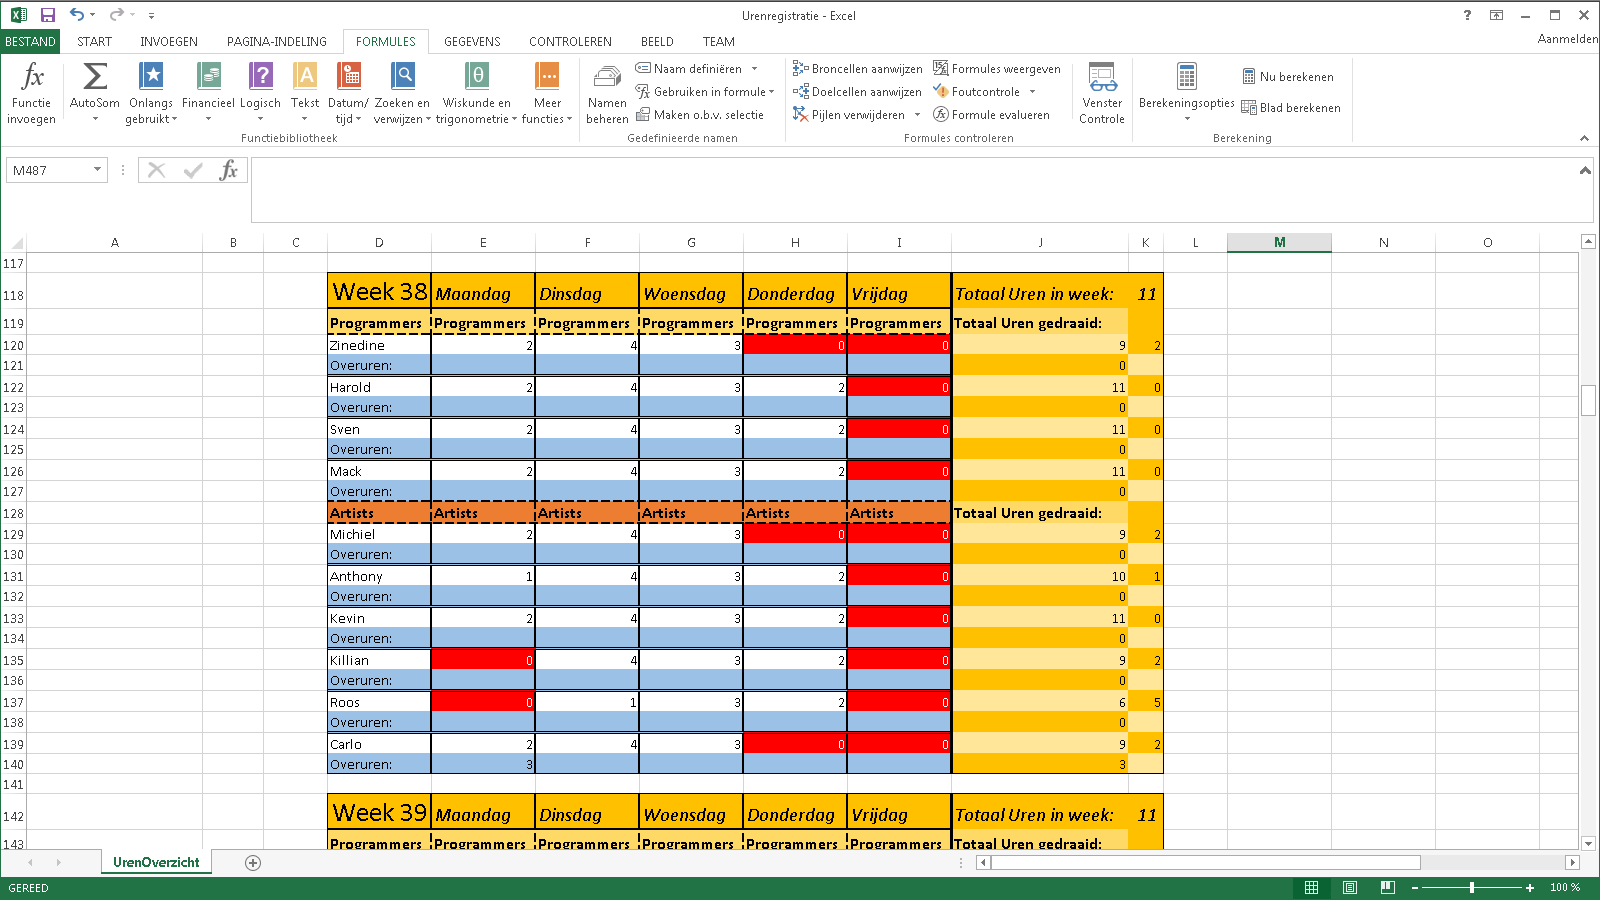 Urenregistratie - Excel
?
Aanmelden
BESTAND START INVOEGEN PAGINA-INDELING FORMULES GEGEVENS CONTROLEREN BEELD TEAM
Functie invoegen
AutoSom
Onlangs gebruikt
Financieel
Logisch
Tekst
Datum/ tijd
Zoeken en verwijzen
Wiskunde en trigonometrie
Meer functies
Functiebibliotheek
Namen beheren
Naam definiëren
Gebruiken in formule
Maken o.b.v. selectie
Gedefinieerde namen
Broncellen aanwijzen
Doelcellen aanwijzen
Pijlen verwijderen
Formules weergeven
Foutcontrole
Formule evalueren
Formules controleren
Venster Controle
Berekeningsopties
Nu berekenen
Blad berekenen
Berekening
M487
fx
A B C D E F G H I J K L M N O
117
118 Week 38 Maandag Dinsdag Woensdag Donderdag Vrijdag Totaal Uren in week: 11
119 Programmers Programmers Programmers Programmers Programmers Programmers Totaal Uren gedraaid:
120 Zinedine 2 4 3 0 0 9 2
121 Overuren: 0
122 Harold 2 4 3 2 0 11 0
123 Overuren: 0
124 Sven 2 4 3 2 0 11 0
125 Overuren: 0
126 Mack 2 4 3 2 0 11 0
127 Overuren: 0
128 Artists Artists Artists Artists Artists Artists Totaal Uren gedraaid:
129 Michiel 2 4 3 0 0 9 2
130 Overuren: 0
131 Anthony 1 4 3 2 0 10 1
132 Overuren: 0
133 Kevin 2 4 3 2 0 11 0
134 Overuren: 0
135 Killian 0 4 3 2 0 9 2
136 Overuren: 0
137 Roos 0 1 3 2 0 6 5
138 Overuren: 0
139 Carlo 2 4 3 0 0 9 2
140 Overuren: 3 3
141
142 Week 39 Maandag Dinsdag Woensdag Donderdag Vrijdag Totaal Uren in week: 11
143 Programmers Programmers Programmers Programmers Programmers Programmers Totaal Uren gedraaid:
UrenOverzicht
GEREED
100 %